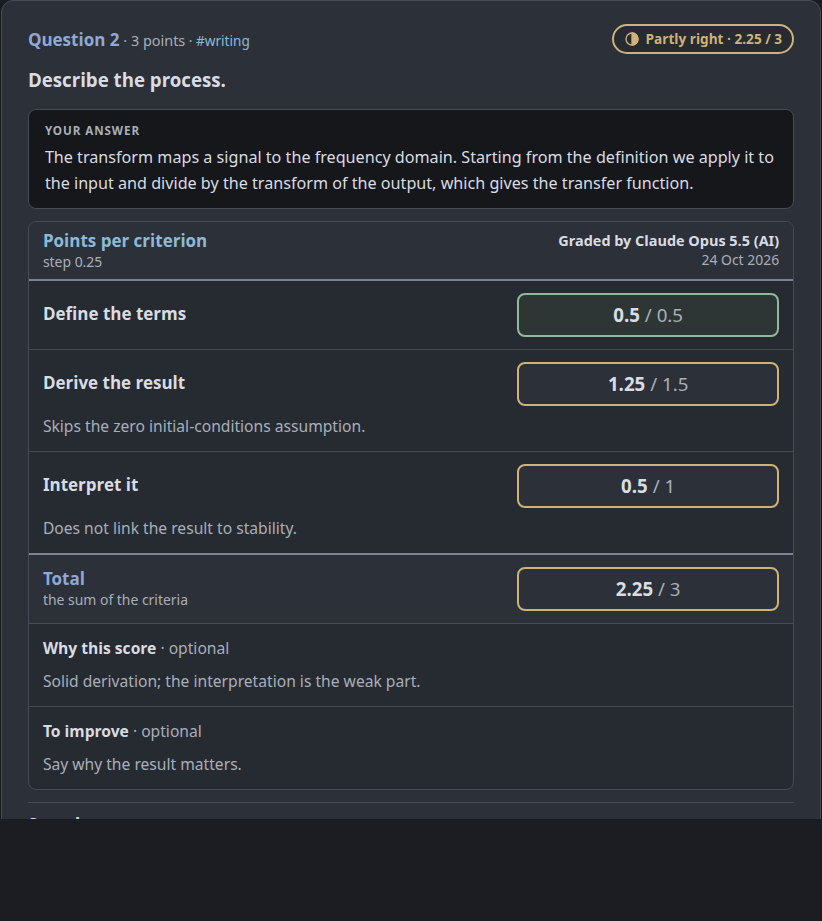 Question 2 · 3 points · #writing
Partly right · 2.25 / 3
Describe the process.
YOUR ANSWER
The transform maps a signal to the frequency domain. Starting from the definition we apply it to
the input and divide by the transform of the output, which gives the transfer function.
Points per criterion
Graded by Claude Opus 5.5 (AI)
step 0.25
24 Oct 2026
Define the terms
0.5 / 0.5
Derive the result
1.25 / 1.5
Skips the zero initial-conditions assumption.
Interpret it
0.5 / 1
Does not link the result to stability.
Total
the sum of the criteria
2.25 / 3
Why this score · optional
Solid derivation; the interpretation is the weak part.
To improve · optional
Say why the result matters.